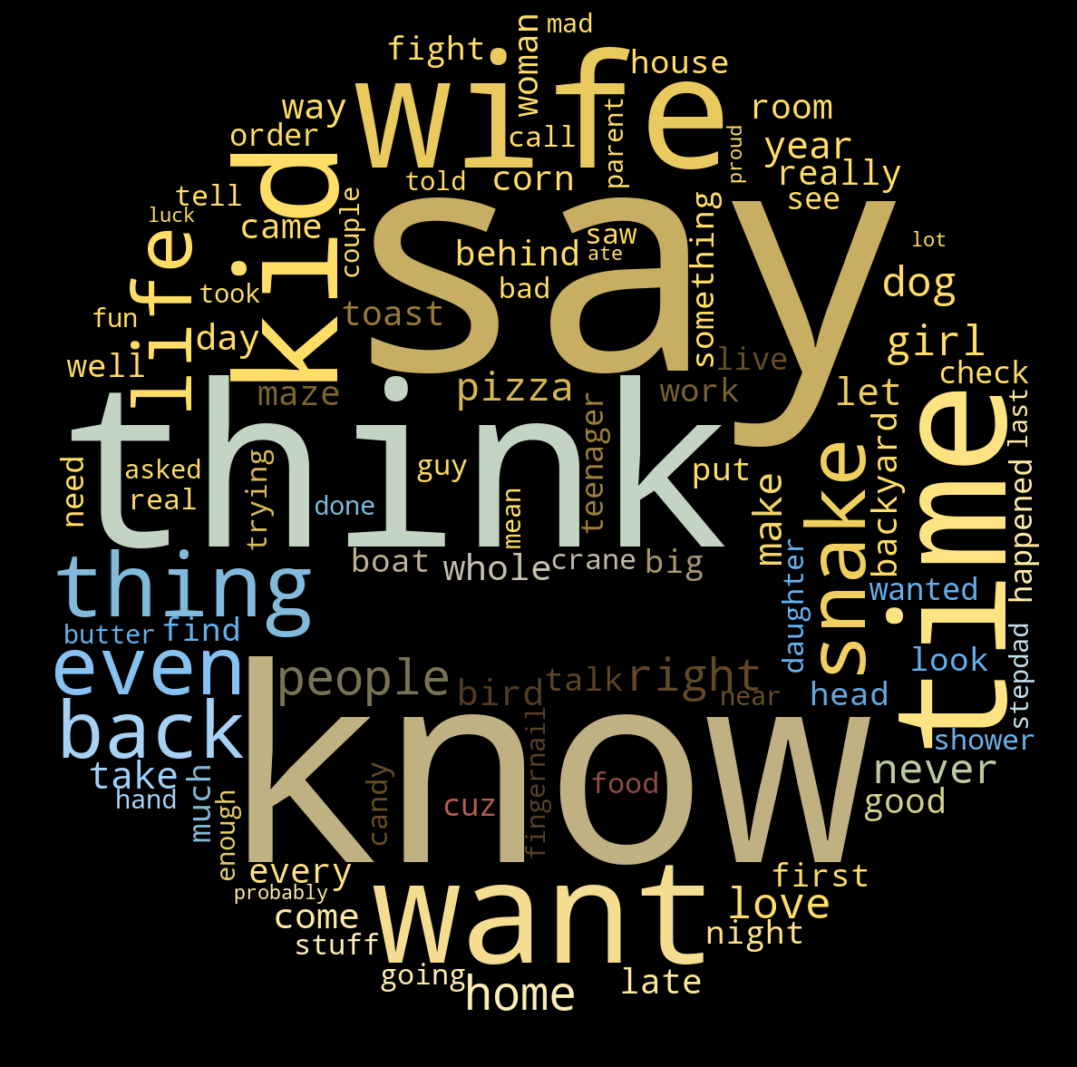 mad
fight
woman
house
wife
way
room
call
parent
order
proud
year
kid
told
corn
really
tell
see
say
luck
couple
came
saw
something
life
behind
ate
lot
took
bad
dog
fun
toast
day
girl
well
live
check
maze
pizza
work
let
think
teenager
last
time
guy
put
backyard
snake
need
asked
trying
real
done
mean
make
happened
boat
whole
crane
big
thing
daughter
wanted
butter
find
stepdad
even
people
talk
right
look
bird
near
head
know
back
shower
take
never
hand
much
candy
cuz
fingernail
food
good
enough
every
want
first
probably
love
come
night
stuff
going
home
late